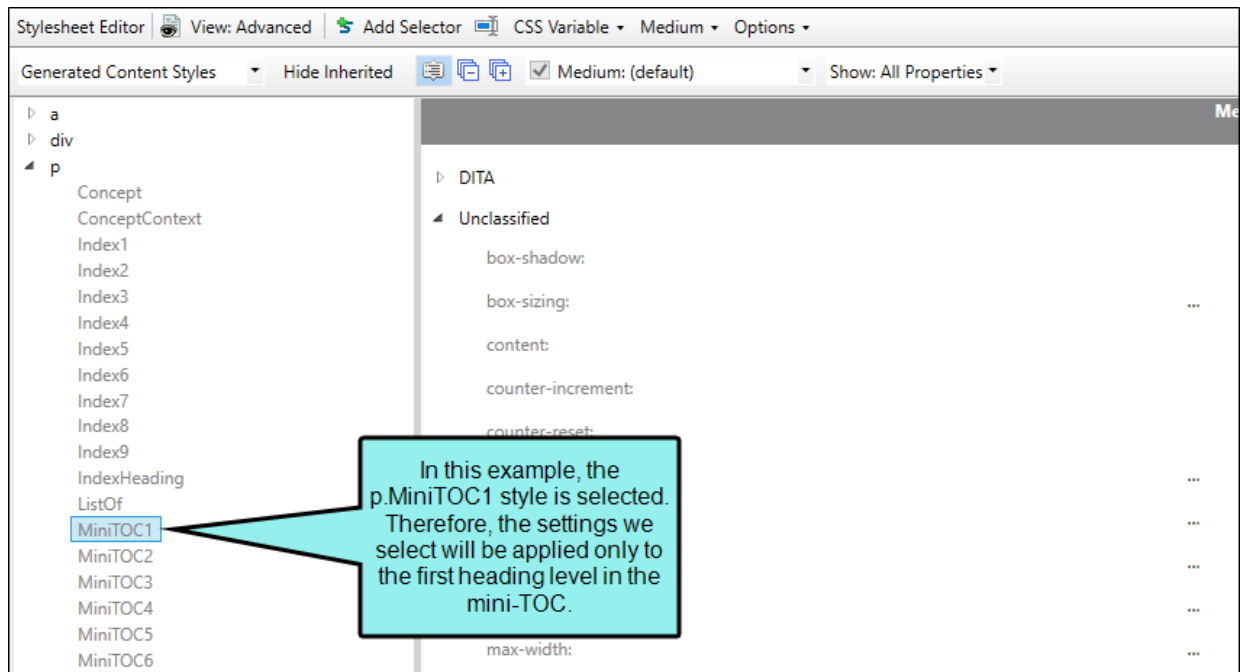 Stylesheet Editor View: Advanced Add Selector CSS Variable Medium Options
Generated Content Styles Hide Inherited Medium: (default) Show: All Properties
a
div
p
Concept
ConceptContext
Index1
Index2
Index3
Index4
Index5
Index6
Index7
Index8
Index9
IndexHeading
ListOf
MiniTOC1
MiniTOC2
MiniTOC3
MiniTOC4
MiniTOC5
MiniTOC6
Me
DITA
Unclassified
box-shadow:
box-sizing:
...
content:
counter-increment:
counter-reset:
...
...
...
...
max-width:
...
In this example, the
p.MiniTOC1 style is selected.
Therefore, the settings we
select will be applied only to
the first heading level in the
mini-TOC.